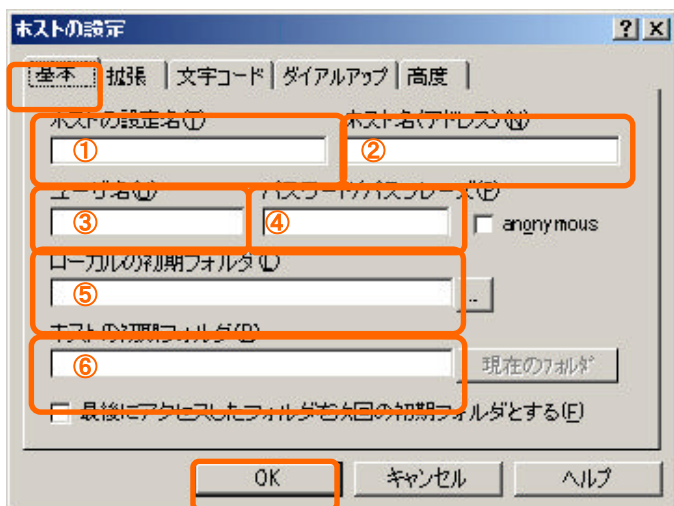 ホストの設定
基本 拡張 文字コード ダイアルアップ 高度
ホストの設定名(T) ホスト名(アドレス)(N)
① ②
ユーザ名(U) パスワード/パスフレーズ(P)
③ ④ anonymous
ローカルの初期フォルダ(L)
⑤ ..
ホストの初期フォルダ(R)
⑥ 現在のフォルダ
最後にアクセスしたフォルダを次回の初期フォルダとする(F)
OK キャンセル ヘルプ